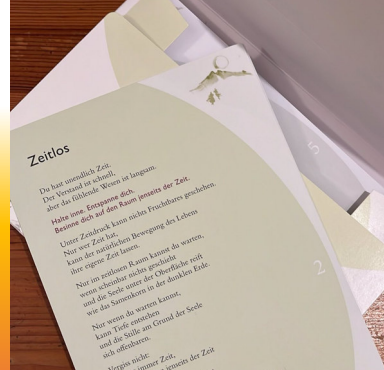 Zeitlos
Du hast unendlich Zeit.
Der Verstand ist schnell,
aber das fühlende Wesen ist langsam.
Halte inne. Entspanne dich.
Besinne dich auf den Raum jenseits der Zeit.
Unter Zeitdruck kann nichts Fruchtbares geschehen.
Nur wer Zeit hat,
kann der natürlichen Bewegung des Lebens
ihre eigene Zeit lassen.
Nur im zeitlosen Raum kannst du warten,
wenn scheinbar nichts geschieht
und die Seele unter der Oberfläche reift
wie das Samenkorn in der dunklen Erde.
Nur wenn du warten kannst,
kann Tiefe entstehen
und die Stille am Grund der Seele
sich offenbaren.
Vergiss nicht:
immer Zeit,
jenseits der Zeit
2
5